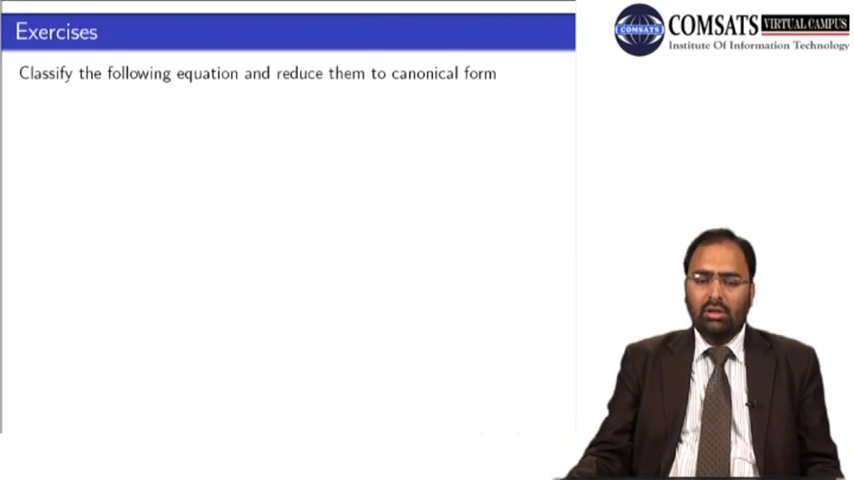 Exercises
Classify the following equation and reduce them to canonical form
COMSATS VIRTUAL CAMPUS
Institute Of Information Technology
COMSATS